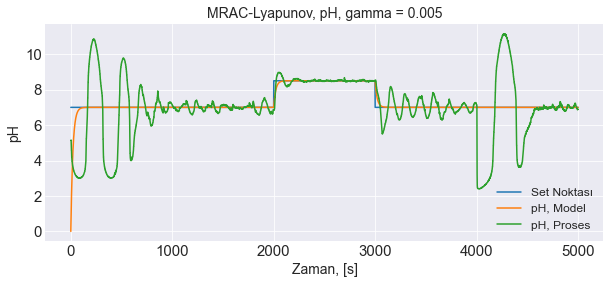 MRAC-Lyapunov, pH, gamma = 0.005
pH
10
8
6
4
2
0
Set Noktası
pH, Model
pH, Proses
0 1000 2000 3000 4000 5000
Zaman, [s]